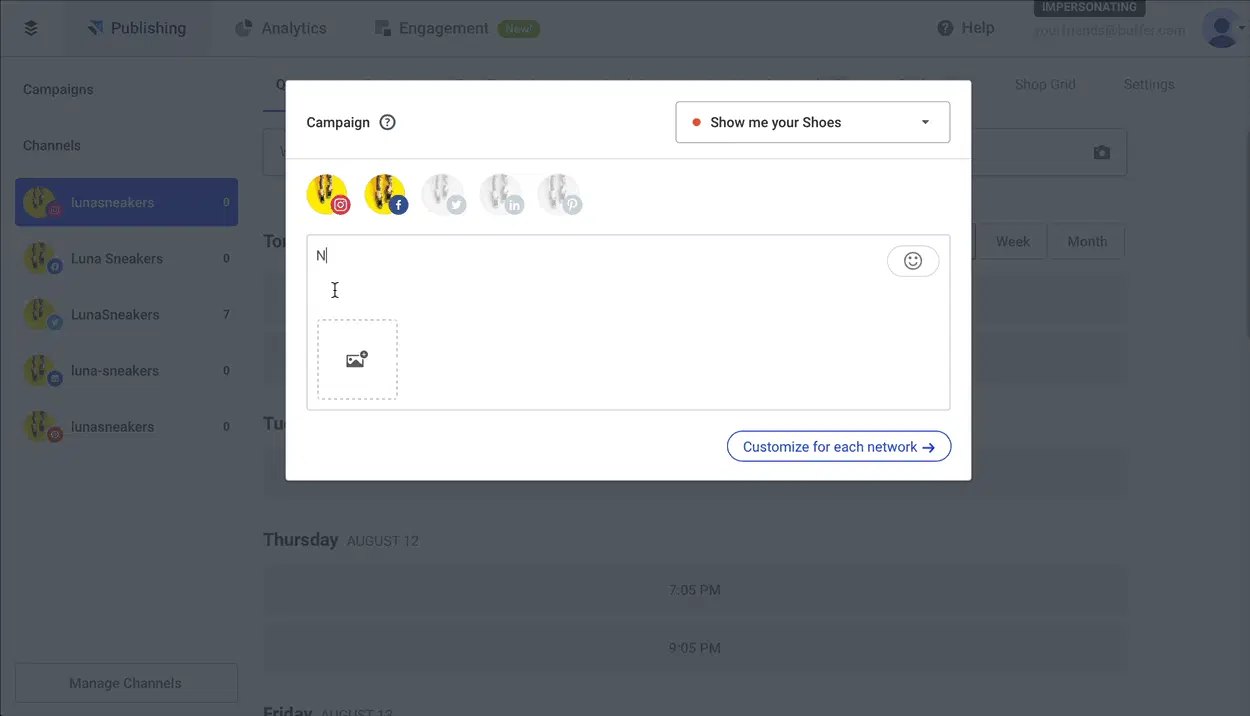 Publishing
Analytics
Engagement New!
Help
IMPERSONATING
yourfriends@buffer.com
Campaigns
Shop Grid
Settings
Channels
lunasneakers 0
Luna Sneakers 0
LunaSneakers 7
luna-sneakers 0
lunasneakers 0
Manage Channels
Campaign ?
Show me your Shoes
N
Customize for each network →
Week
Month
Thursday AUGUST 12
7:05 PM
9:05 PM
Friday AUGUST 13